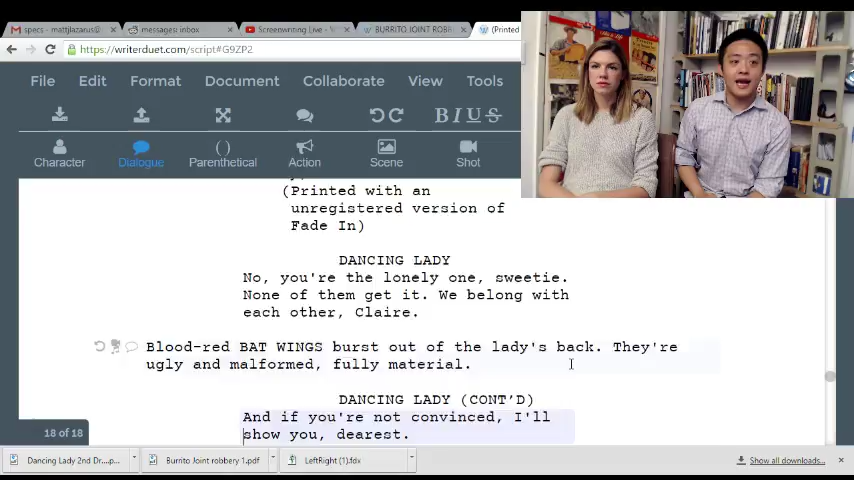 specs - mattjlazarus@
messages: inbox
Screenwriting Live -
BURRITO JOINT ROBB
(Printed
https://writerduet.com/script#G9ZP2
File Edit Format Document Collaborate View Tools
B I U S
Character Dialogue Parenthetical Action Scene Shot
(Printed with an
unregistered version of
Fade In)
DANCING LADY
No, you're the lonely one, sweetie.
None of them get it. We belong with
each other, Claire.
Blood-red BAT WINGS burst out of the lady's back. They're
ugly and malformed, fully material.
DANCING LADY (CONT'D)
And if you're not convinced, I'll
show you, dearest.
18 of 18
Dancing Lady 2nd Dr....p...
Burrito Joint robbery 1.pdf
LeftRight (1).fdx
Show all downloads...